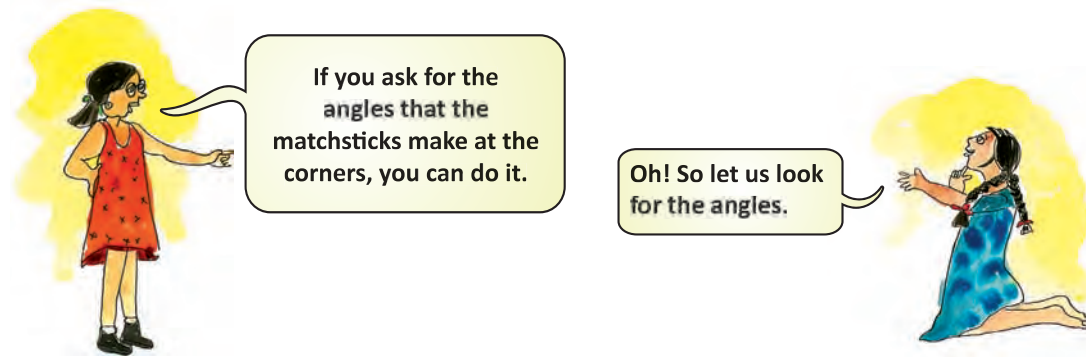 If you ask for the
angles that the
matchsticks make at the
corners, you can do it.
Oh! So let us look
for the angles.